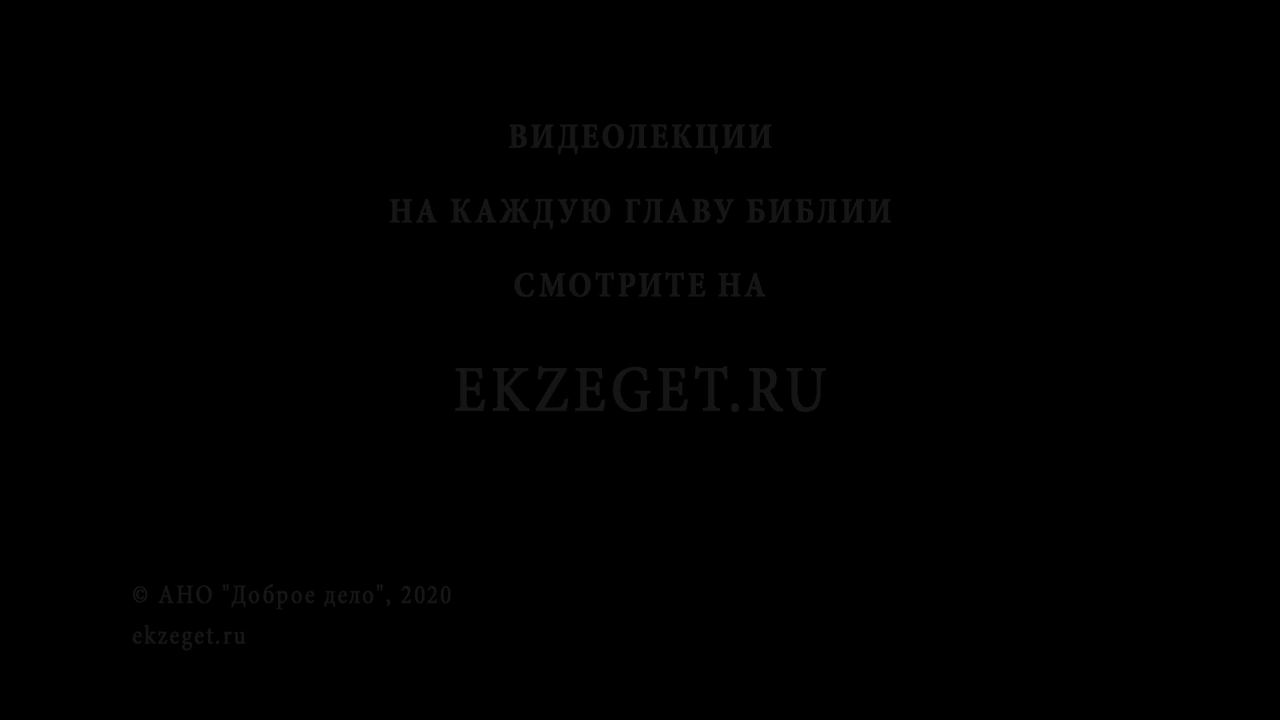 ВИДЕОЛЕКЦИИ
НА КАЖДУЮ ГЛАВУ БИБЛИИ
СМОТРИТЕ НА
EKZEGET.RU
© АНО "Доброе дело", 2020
ekzeget.ru